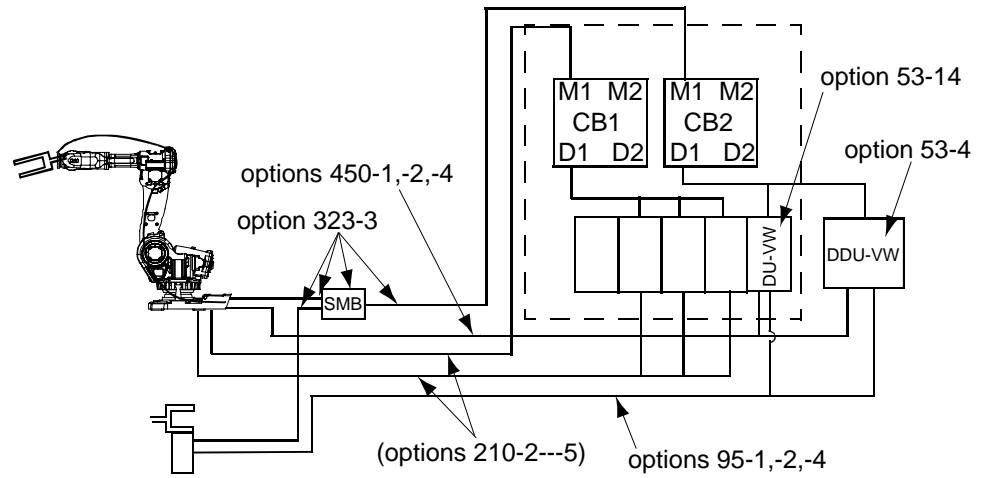 option 53-14
M1 M2
CB1
D1 D2
M1 M2
CB2
D1 D2
option 53-4
options 450-1,-2,-4
option 323-3
SMB
DU-VW
DDU-VW
(options 210-2---5)
options 95-1,-2,-4